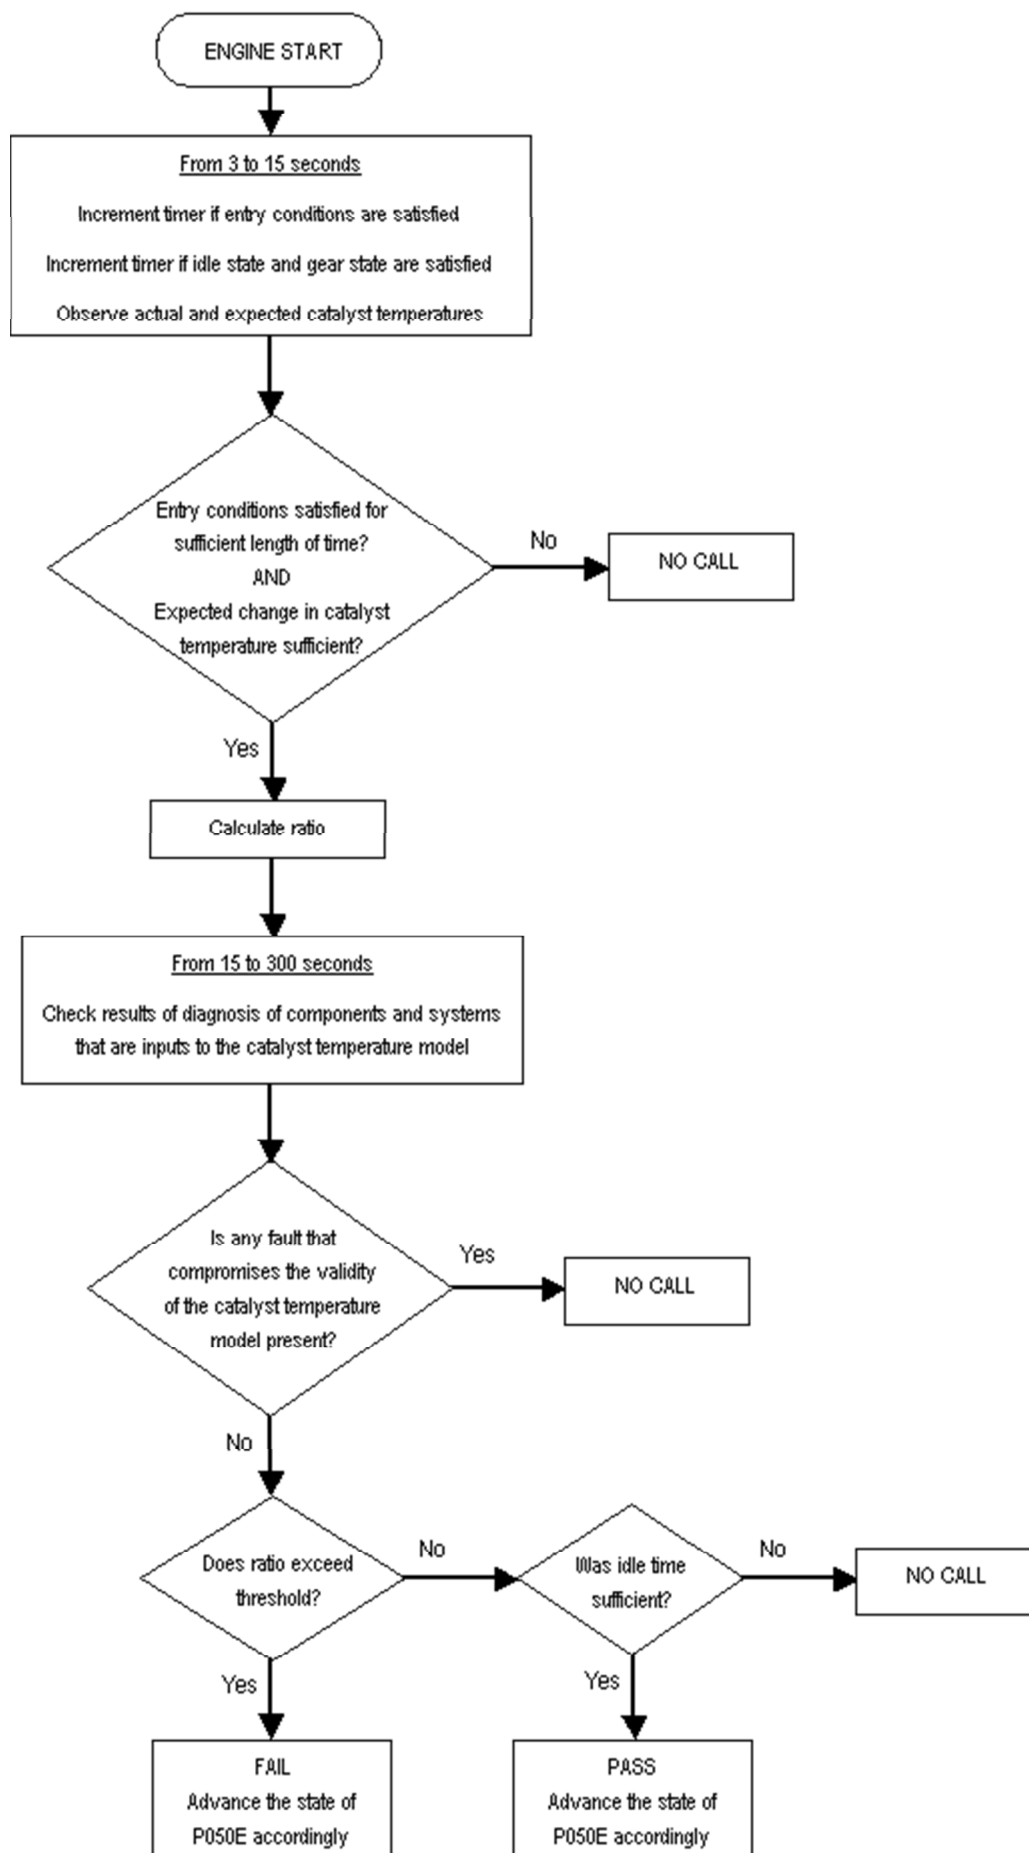 ENGINE START
From 3 to 15 seconds
Increment timer if entry conditions are satisfied
Increment timer if idle state and gear state are satisfied
Observe actual and expected catalyst temperatures
Entry conditions satisfied for
sufficient length of time?
AND
Expected change in catalyst
temperature sufficient?
No
NO CALL
Yes
Calculate ratio
From 15 to 300 seconds
Check results of diagnosis of components and systems
that are inputs to the catalyst temperature model
Is any fault that
compromises the validity
of the catalyst temperature
model present?
Yes
NO CALL
No
Does ratio exceed
threshold?
No
Was idle time
sufficient?
No
NO CALL
Yes
Yes
FAIL
Advance the state of
P050E accordingly
PASS
Advance the state of
P050E accordingly